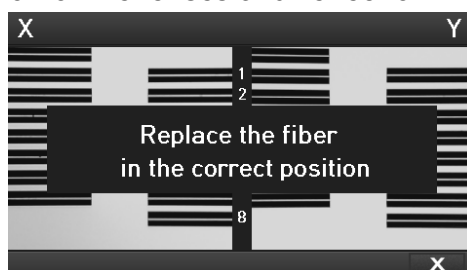 X Y
1
2
Replace the fiber
in the correct position
8
X